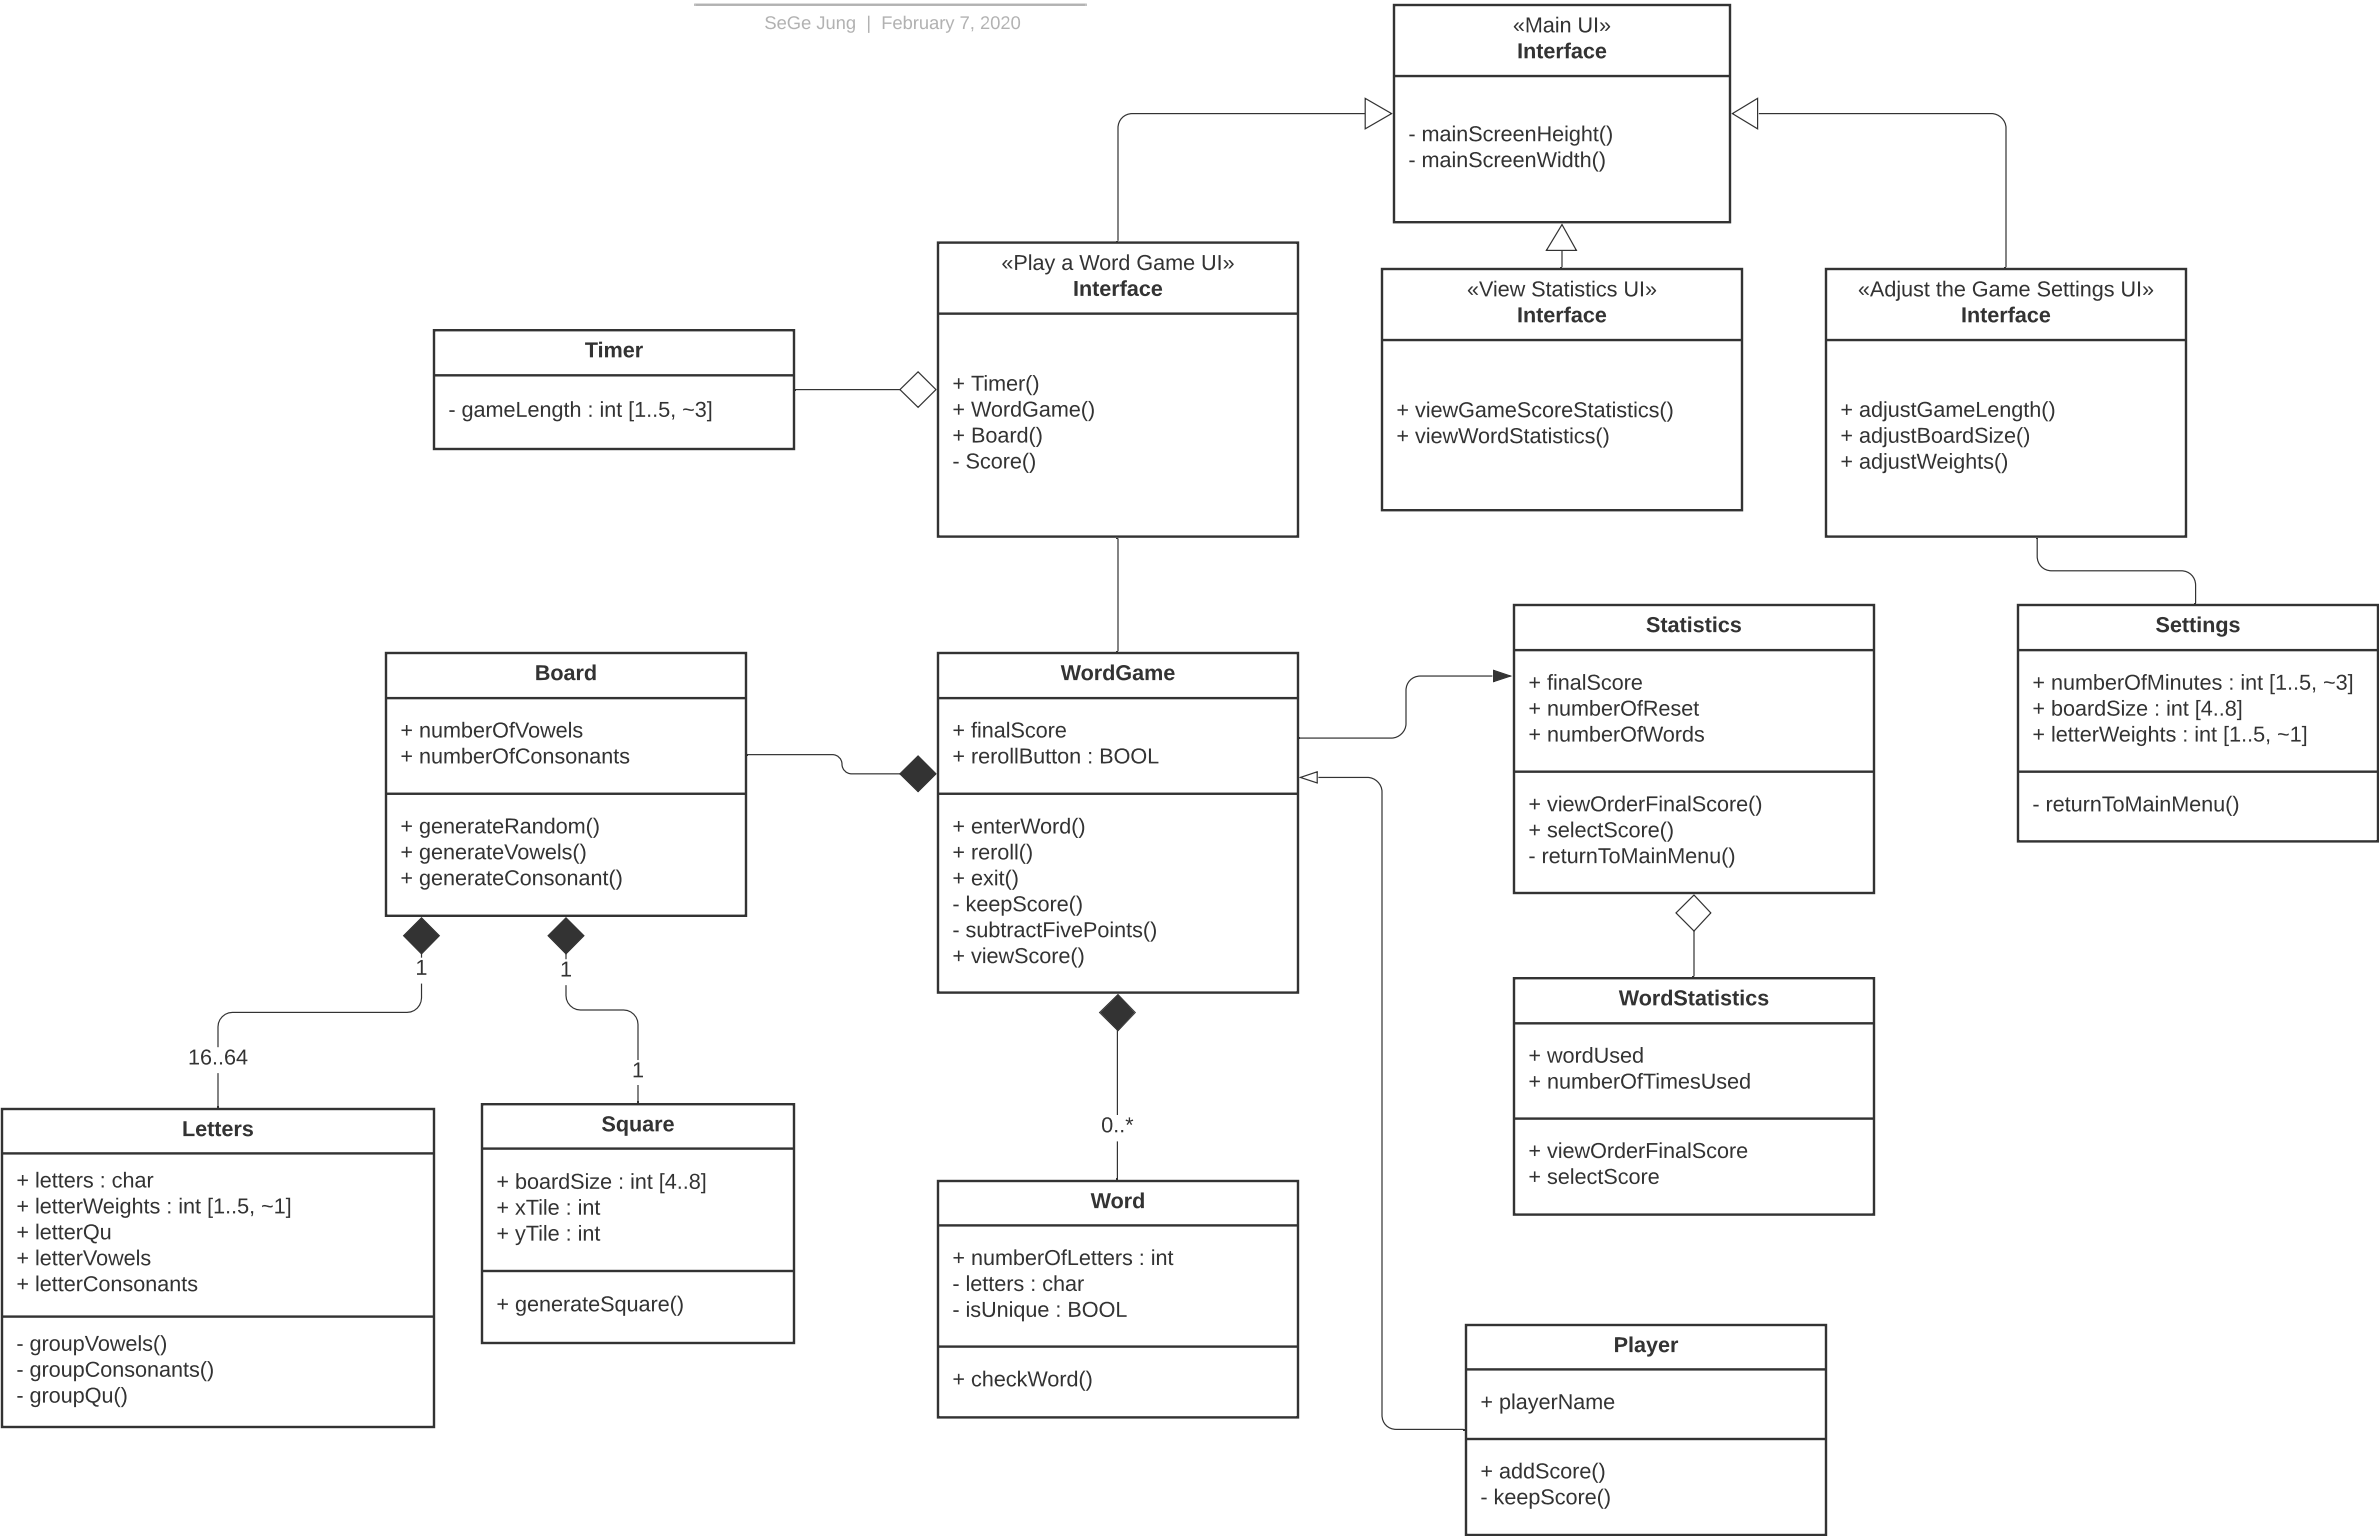 SeGe Jung | February 7, 2020
«Main UI»
Interface
- mainScreenHeight()
- mainScreenWidth()
«Play a Word Game UI»
Interface
+ Timer()
+ WordGame()
+ Board()
- Score()
«View Statistics UI»
Interface
+ viewGameScoreStatistics()
+ viewWordStatistics()
«Adjust the Game Settings UI»
Interface
+ adjustGameLength()
+ adjustBoardSize()
+ adjustWeights()
Timer
- gameLength : int [1..5, ~3]
Board
+ numberOfVowels
+ numberOfConsonants
+ generateRandom()
+ generateVowels()
+ generateConsonant()
WordGame
+ finalScore
+ rerollButton : BOOL
+ enterWord()
+ reroll()
+ exit()
- keepScore()
- subtractFivePoints()
+ viewScore()
Statistics
+ finalScore
+ numberOfReset
+ numberOfWords
+ viewOrderFinalScore()
+ selectScore()
- returnToMainMenu()
Settings
+ numberOfMinutes : int [1..5, ~3]
+ boardSize : int [4..8]
+ letterWeights : int [1..5, ~1]
- returnToMainMenu()
1
1
16..64
1
0..*
Letters
+ letters : char
+ letterWeights : int [1..5, ~1]
+ letterQu
+ letterVowels
+ letterConsonants
- groupVowels()
- groupConsonants()
- groupQu()
Square
+ boardSize : int [4..8]
+ xTile : int
+ yTile : int
+ generateSquare()
Word
+ numberOfLetters : int
- letters : char
- isUnique : BOOL
+ checkWord()
WordStatistics
+ wordUsed
+ numberOfTimesUsed
+ viewOrderFinalScore
+ selectScore
Player
+ playerName
+ addScore()
- keepScore()